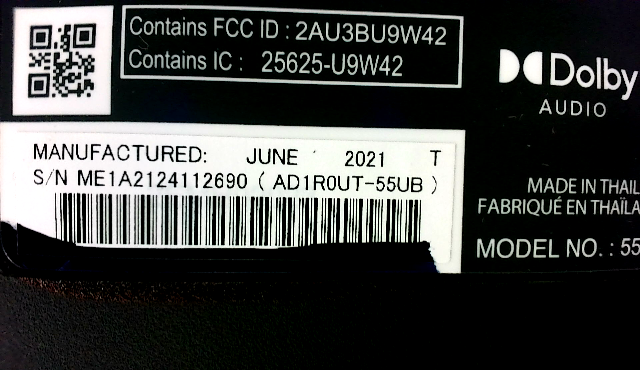 Contains FCC ID : 2AU3BU9W42
Contains IC : 25625-U9W42
Dolby
AUDIO
MANUFACTURED: JUNE 2021 T
S/N ME1A2124112690 ( AD1R0UT-55UB )
MADE IN THAIL
FABRIQUÉ EN THAÏLA
MODEL NO. : 55